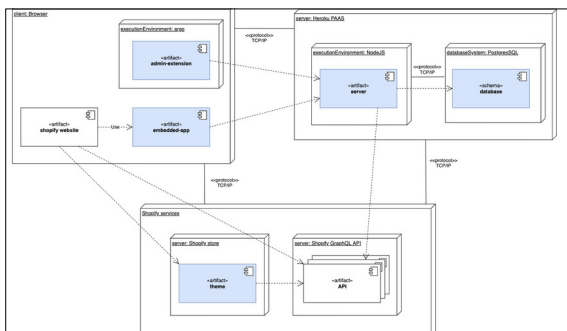 client: Browser
executionEnvironment: argo
«artifact»
admin-extension
«artifact»
shopify website
Use
«artifact»
embedded-app
<<protocol>>
TCP/IP
server: Heroku PAAS
executionEnvironment: NodeJS
«artifact»
server
databaseSystem: PostgresSQL
«schema»
database
<<protocol>>
TCP/IP
<<protocol>>
TCP/IP
<<protocol>>
TCP/IP
Shopify services
server: Shopify store
«artifact»
theme
server: Shopify GraphQL API
«artifact»
API